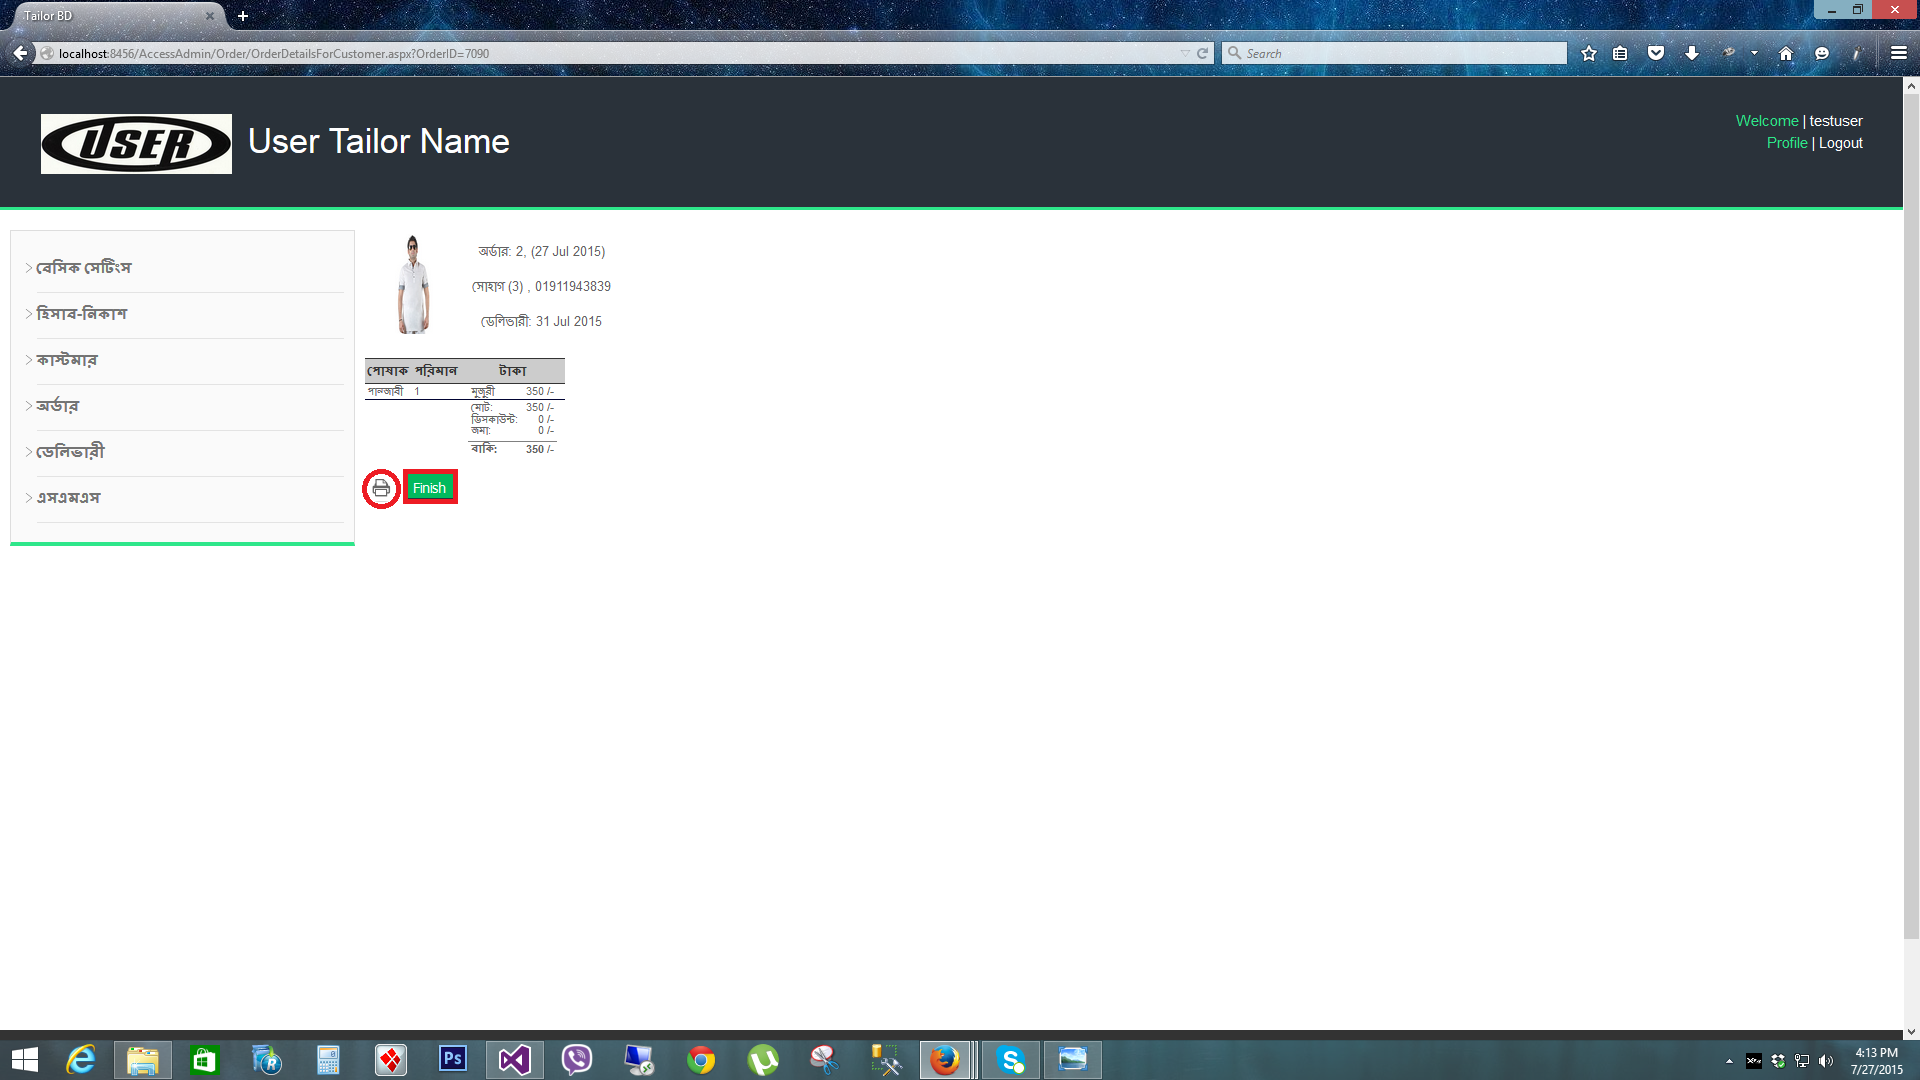 Tailor BD
localhost:8456/AccessAdmin/Order/OrderDetailsForCustomer.aspx?OrderID=7090
Search
USER
User Tailor Name
Welcome | testuser
Profile | Logout
বেসিক সেটিংস
হিসাব-নিকাশ
কাস্টমার
অর্ডার
ডেলিভারী
এসএমএস
অর্ডার: 2, (27 Jul 2015)
সোহাগ (3) , 01911943839
ডেলিভারী: 31 Jul 2015
পোষাক পরিমান টাকা
পানজাবী 1 মুজুরী 350 /-
মোট: 350 /-
ডিসকাউন্ট: 0 /-
জমা: 0 /-
বাকি: 350 /-
Finish
Ps
4:13 PM
7/27/2015